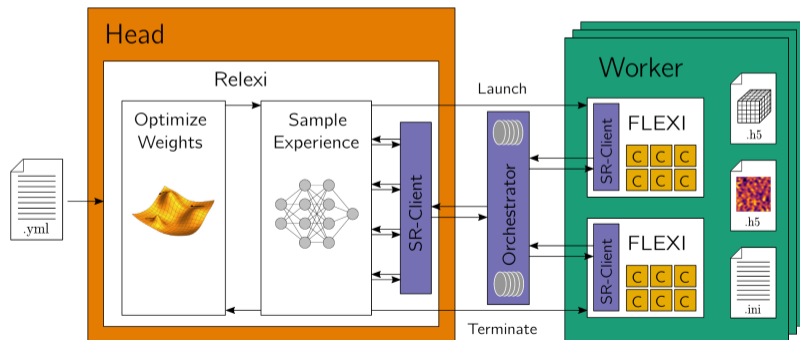 Head
Relexi
Optimize
Weights
Sample
Experience
SR-Client
.yml
Launch
Orchestrator
Terminate
Worker
SR-Client
FLEXI
C C C
C C C
SR-Client
FLEXI
C C C
C C C
.h5
.h5
.ini